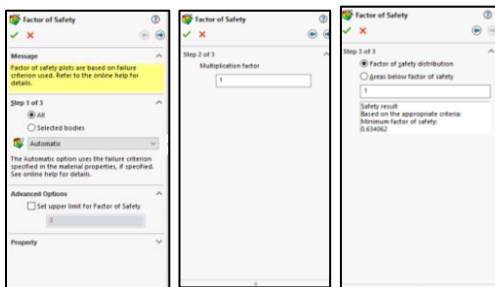 Factor of Safety
Message
Factor of safety plots are based on failure
criterion used. Refer to the online help for
details.
Step 1 of 3
All
Selected bodies
Automatic
The Automatic option uses the failure criterion
specified in the material properties, if specified.
See online help for details.
Advanced Options
Set upper limit for Factor of Safety
3
Property
Factor of Safety
Step 2 of 3
Multiplication factor
1
Factor of Safety
Step 3 of 3
Factor of safety distribution
Areas below factor of safety
1
Safety result
Based on the appropriate criteria:
Minimum factor of safety:
0.634062